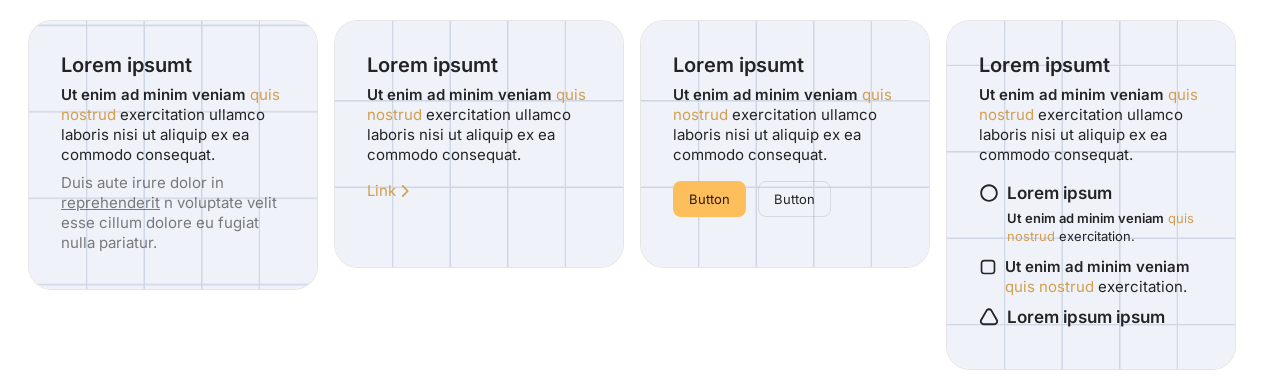 Lorem ipsumt
Ut enim ad minim veniam quis
nostrud exercitation ullamco
laboris nisi ut aliquip ex ea
commodo consequat.
Duis aute irure dolor in
reprehenderit n voluptate velit
esse cillum dolore eu fugiat
nulla pariatur.
Lorem ipsumt
Ut enim ad minim veniam quis
nostrud exercitation ullamco
laboris nisi ut aliquip ex ea
commodo consequat.
Link
Lorem ipsumt
Ut enim ad minim veniam quis
nostrud exercitation ullamco
laboris nisi ut aliquip ex ea
commodo consequat.
Button
Button
Lorem ipsumt
Ut enim ad minim veniam quis
nostrud exercitation ullamco
laboris nisi ut aliquip ex ea
commodo consequat.
Lorem ipsum
Ut enim ad minim veniam quis
nostrud exercitation.
Ut enim ad minim veniam
quis nostrud exercitation.
Lorem ipsum ipsum